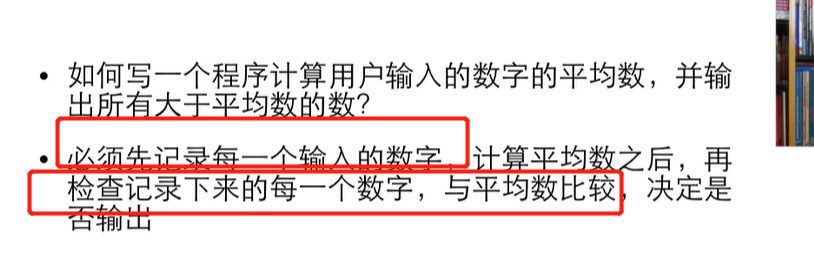 • 如何写一个程序计算用户输入的数字的平均数，并输
出所有大于平均数的数？
• 必须先记录每一个输入的数字，计算平均数之后，再
检查记录下来的每一个数字，与平均数比较，决定是
否输出